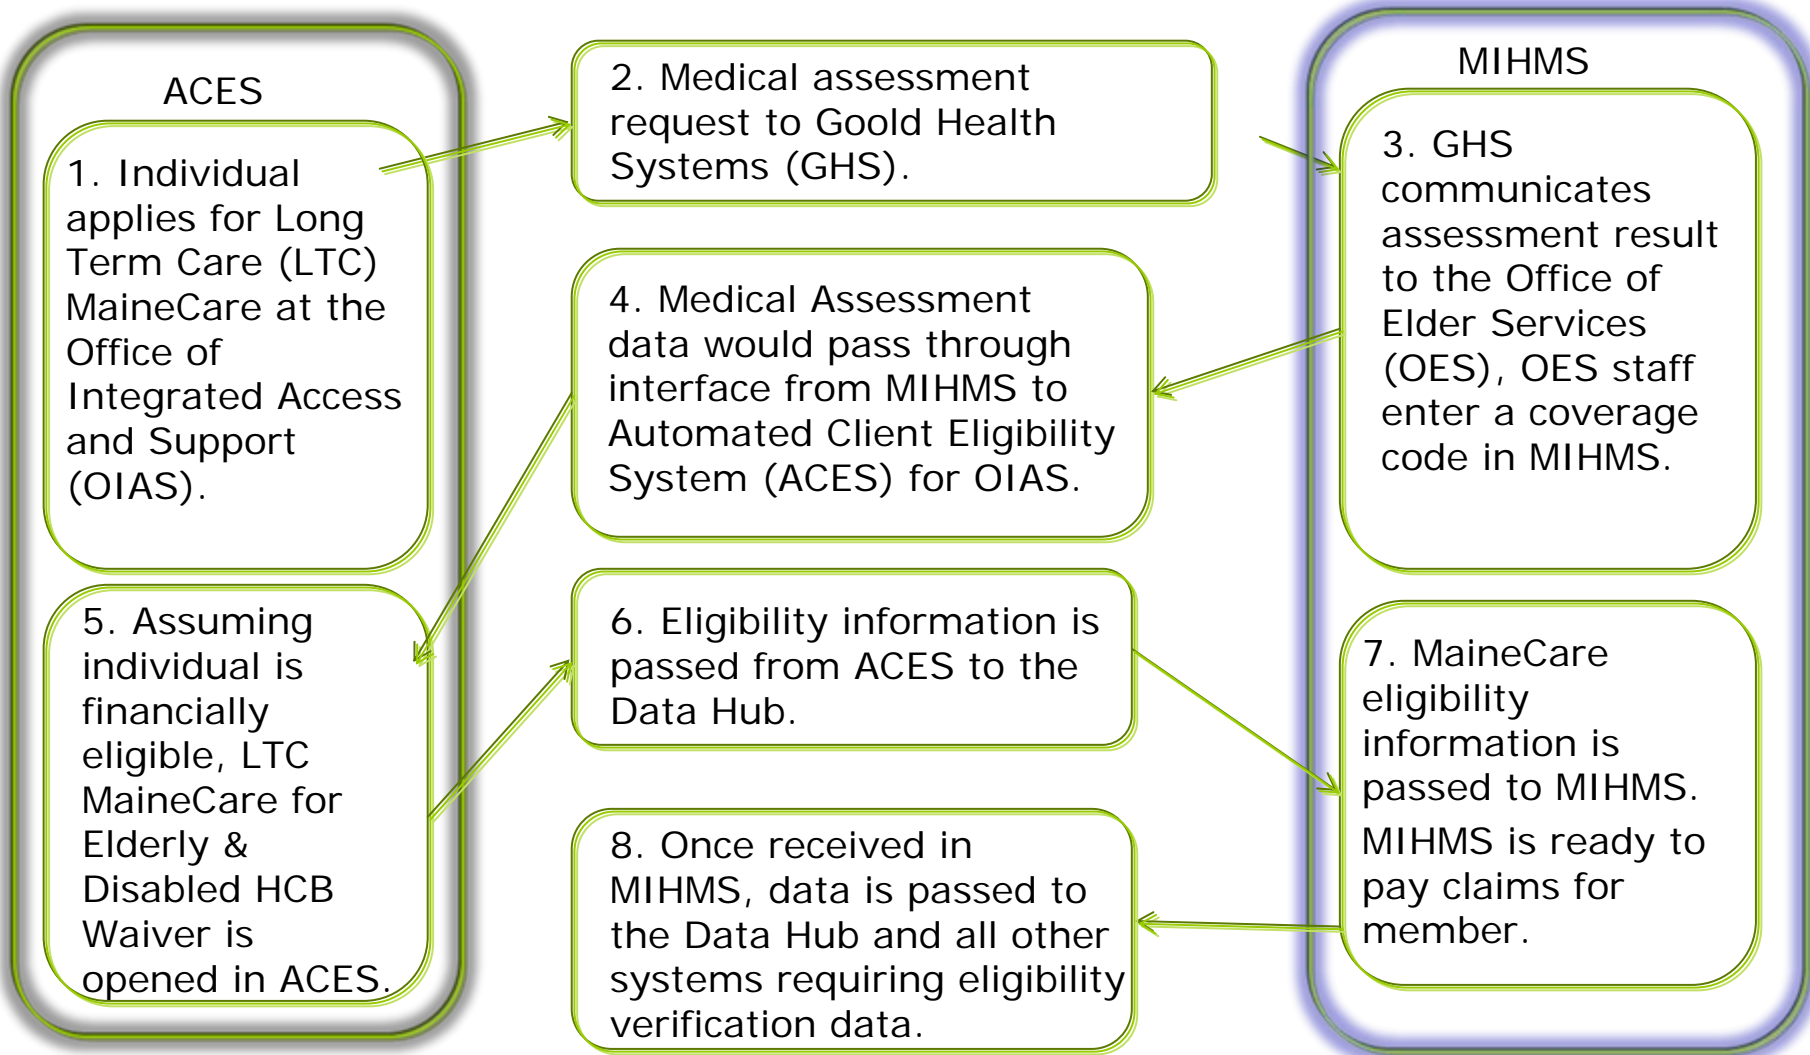 ACES
1. Individual
applies for Long
Term Care (LTC)
MaineCare at the
Office of
Integrated Access
and Support
(OIAS).
2. Medical assessment
request to Goold Health
Systems (GHS).
MIHMS
3. GHS
communicates
assessment result
to the Office of
Elder Services
(OES), OES staff
enter a coverage
code in MIHMS.
4. Medical Assessment
data would pass through
interface from MIHMS to
Automated Client Eligibility
System (ACES) for OIAS.
5. Assuming
individual is
financially
eligible, LTC
MaineCare for
Elderly &
Disabled HCB
Waiver is
opened in ACES.
6. Eligibility information is
passed from ACES to the
Data Hub.
7. MaineCare
eligibility
information is
passed to MIHMS.
MIHMS is ready to
pay claims for
member.
8. Once received in
MIHMS, data is passed to
the Data Hub and all other
systems requiring eligibility
verification data.